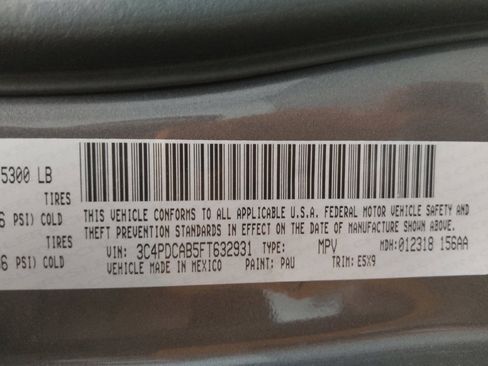 5300 LB
TIRES
6 PSI) COLD
THIS VEHICLE CONFORMS TO ALL APPLICABLE U.S.A. FEDERAL MOTOR VEHICLE SAFETY AND
TIRES
THEFT PREVENTION STANDARDS IN EFFECT ON THE DATE OF MANUFACTURE SHOWN ABOVE.
6 PSI) COLD
VIN: 3C4PDCAB5FT632931 TYPE: MPV MDH:012318 156AA
VEHICLE MADE IN MEXICO PAINT: PAU TRIM: E5X9